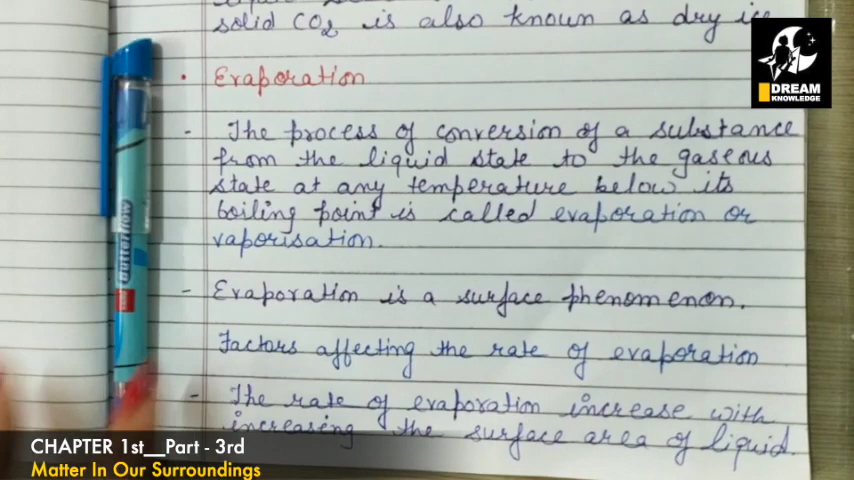 solid CO2 is also known as dry ice
DREAM
KNOWLEDGE
• Evaporation
- The process of conversion of a substance
from the liquid state to the gaseous
state at any temperature below its
boiling point is called evaporation or
vaporisation.
- Evaporation is a surface phenomenon.
Factors affecting the rate of evaporation
- The rate of evaporation increase with
increasing the surface area of liquid.
Butterflow
CHAPTER 1st__Part - 3rd
Matter In Our Surroundings